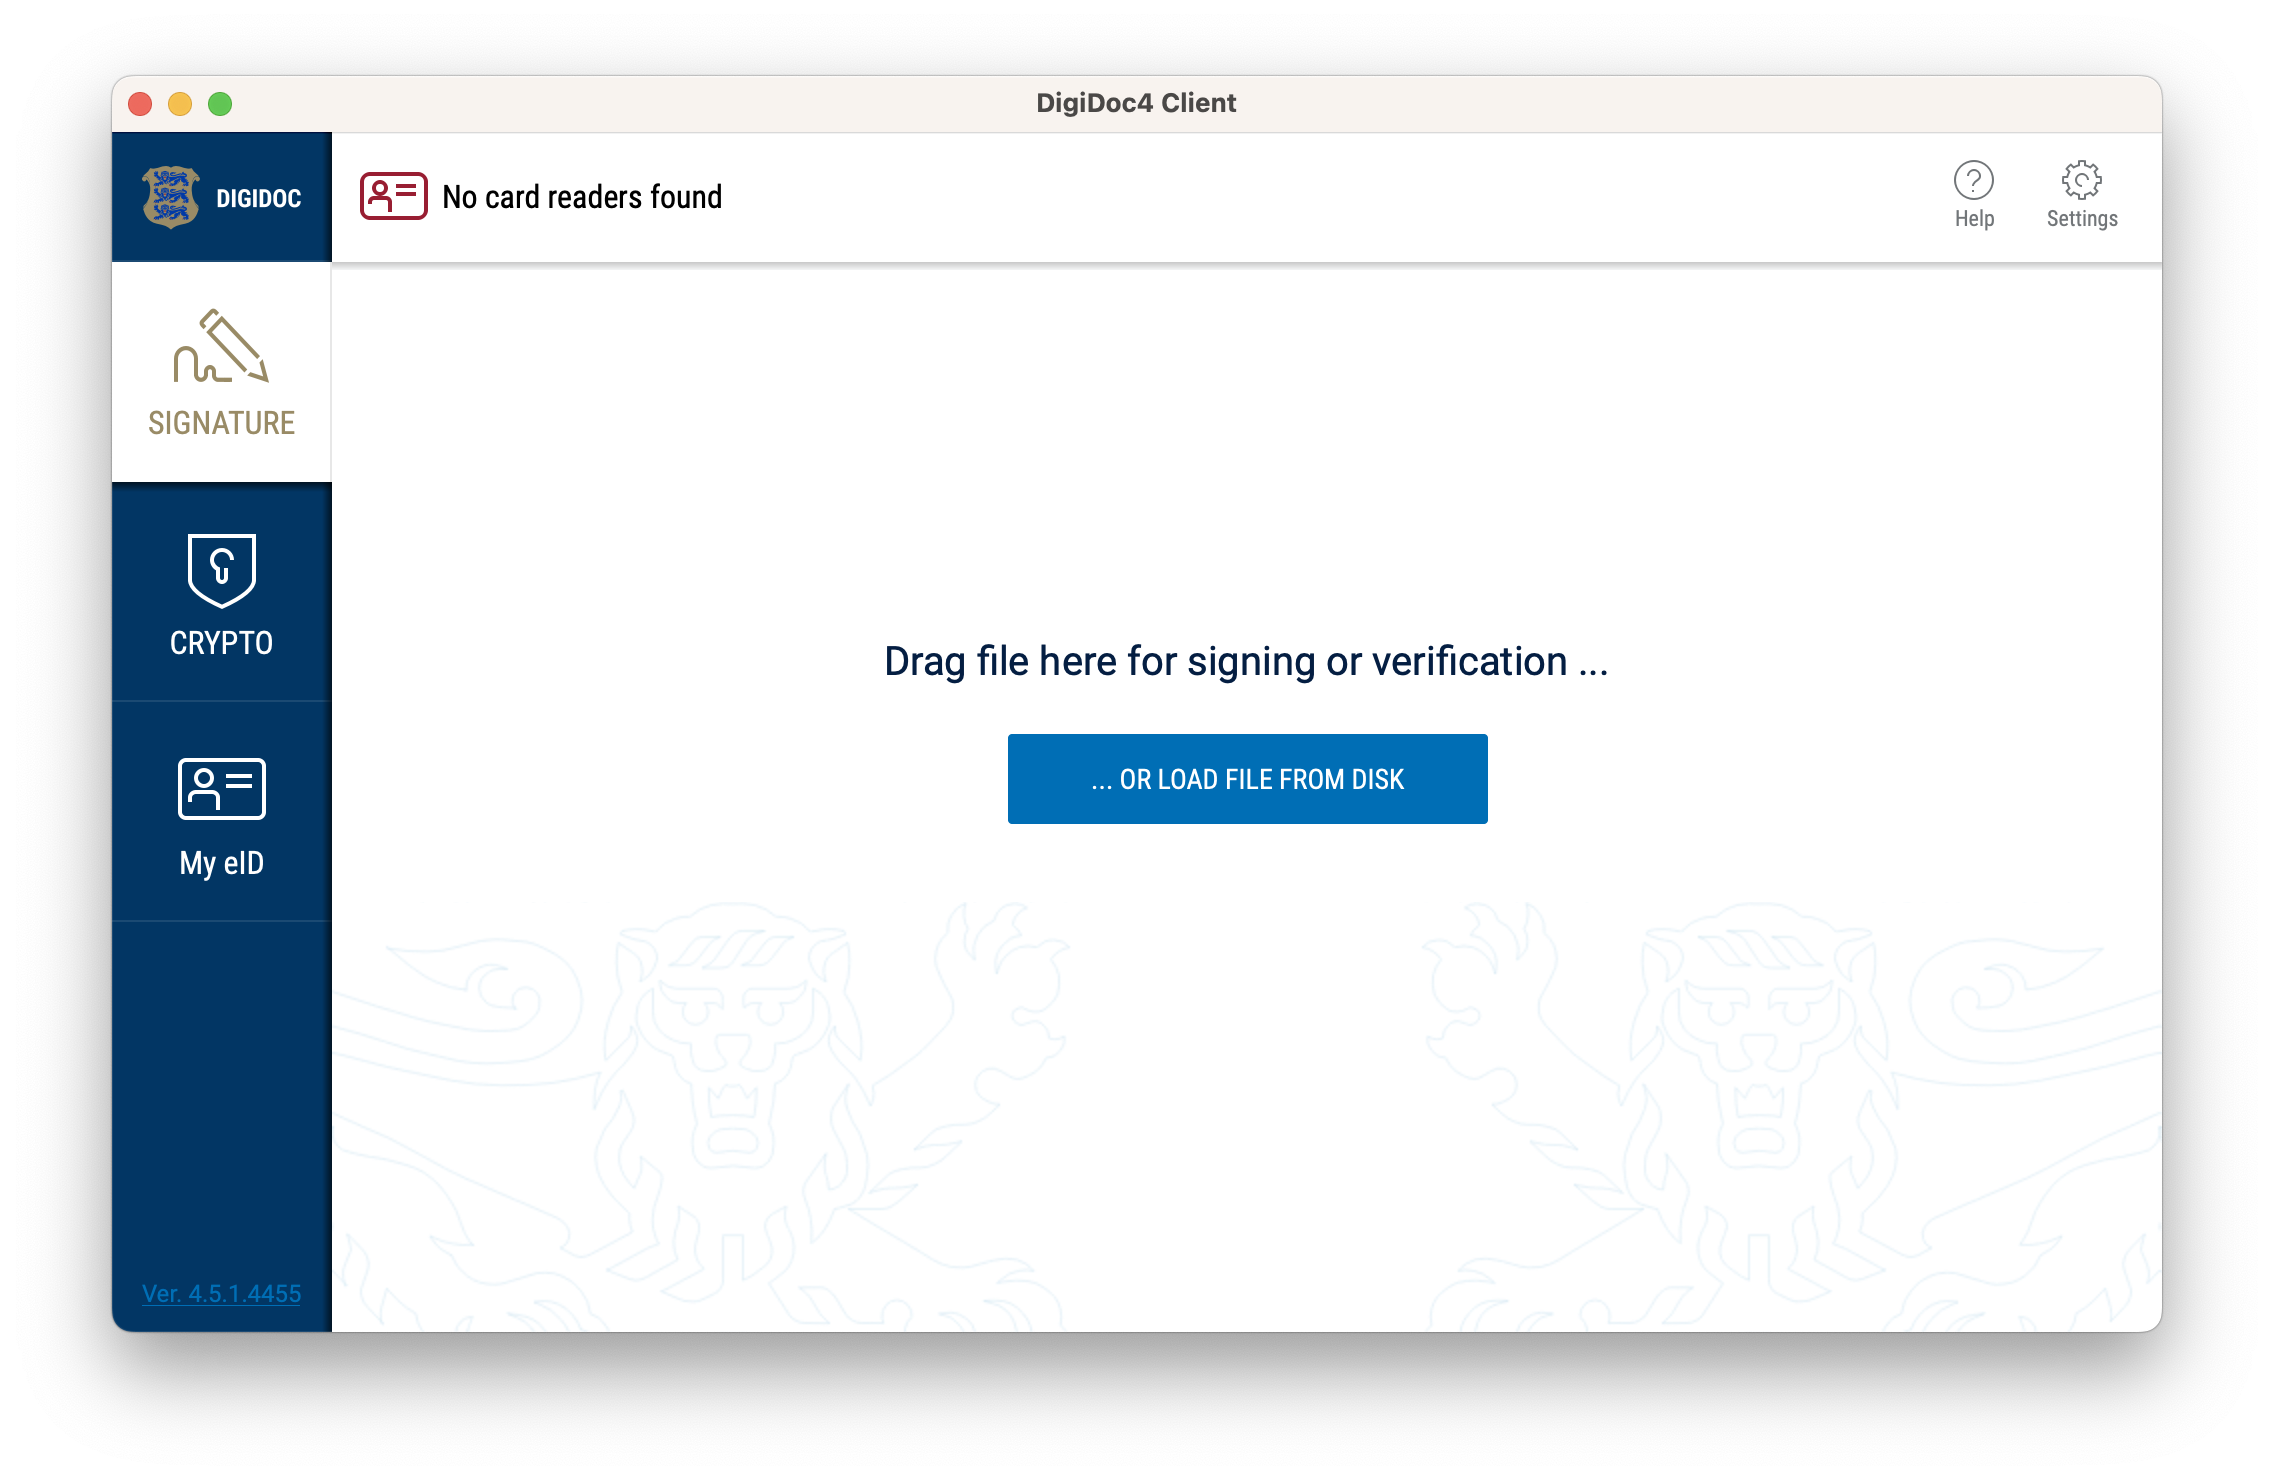 DigiDoc4 Client
DIGIDOC
No card readers found
Help
Settings
SIGNATURE
CRYPTO
My eID
Drag file here for signing or verification ...
... OR LOAD FILE FROM DISK
Ver. 4.5.1.4455